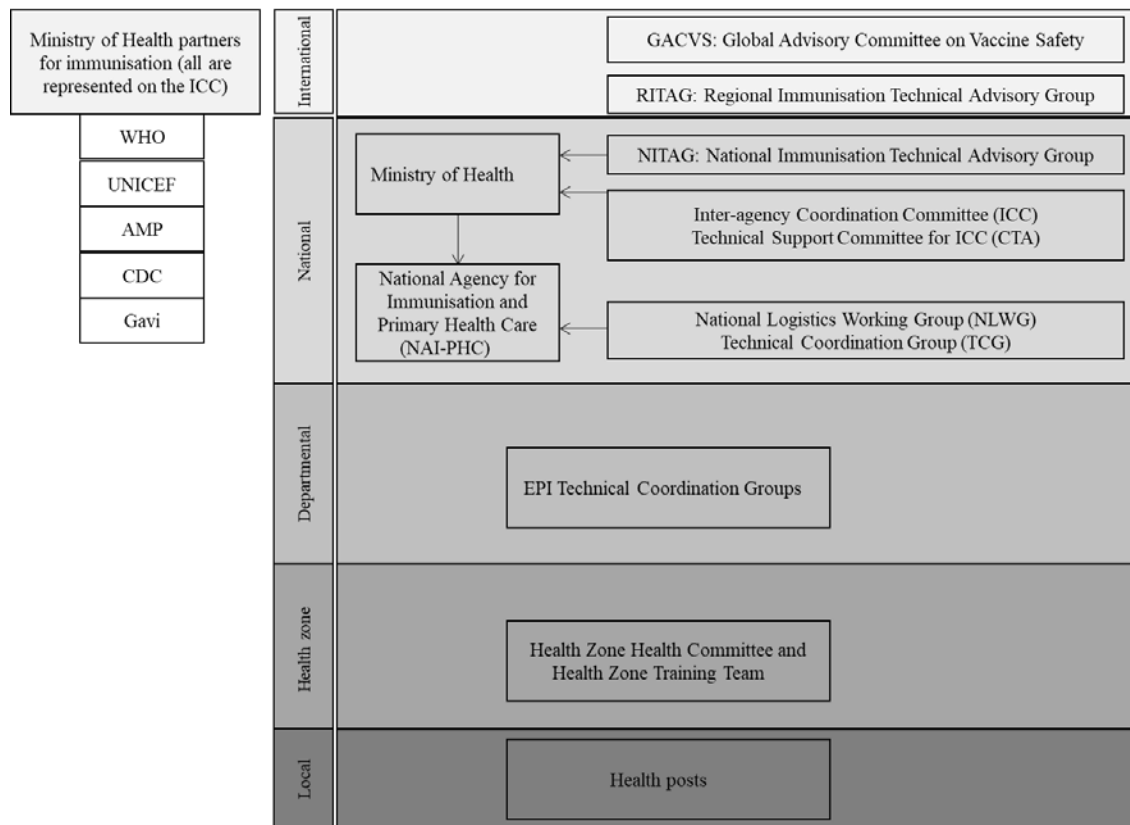 Ministry of Health partners
for immunisation (all are
represented on the ICC)
WHO
UNICEF
AMP
CDC
Gavi
International
GACVS: Global Advisory Committee on Vaccine Safety
RITAG: Regional Immunisation Technical Advisory Group
National
Ministry of Health
NITAG: National Immunisation Technical Advisory Group
Inter-agency Coordination Committee (ICC)
Technical Support Committee for ICC (CTA)
National Agency for
Immunisation and
Primary Health Care
(NAI-PHC)
National Logistics Working Group (NLWG)
Technical Coordination Group (TCG)
Departmental
EPI Technical Coordination Groups
Health zone
Health Zone Health Committee and
Health Zone Training Team
Local
Health posts